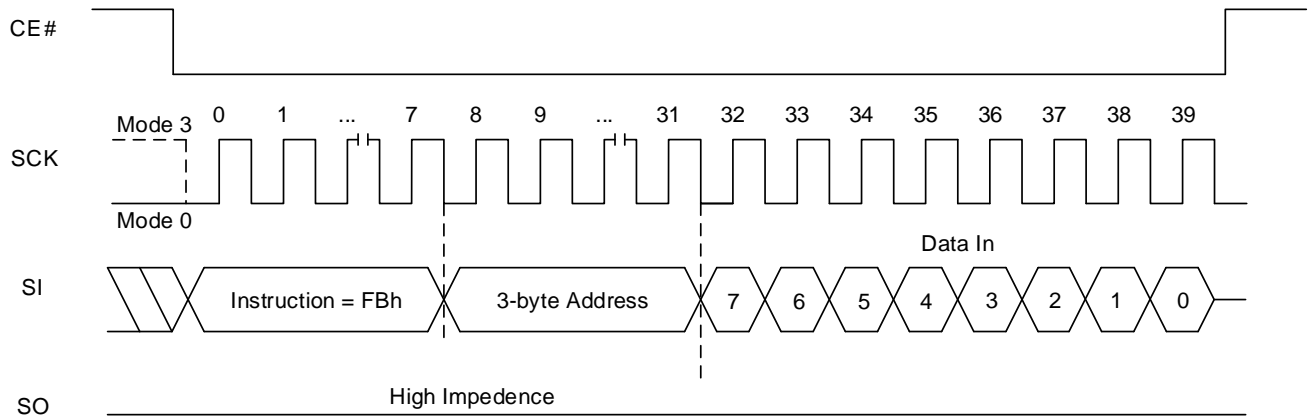 CE#
0 1 ... 7 8 9 ... 31 32 33 34 35 36 37 38 39
Mode 3
SCK
Mode 0
Data In
SI
Instruction = FBh 3-byte Address 7 6 5 4 3 2 1 0
High Impedence
SO